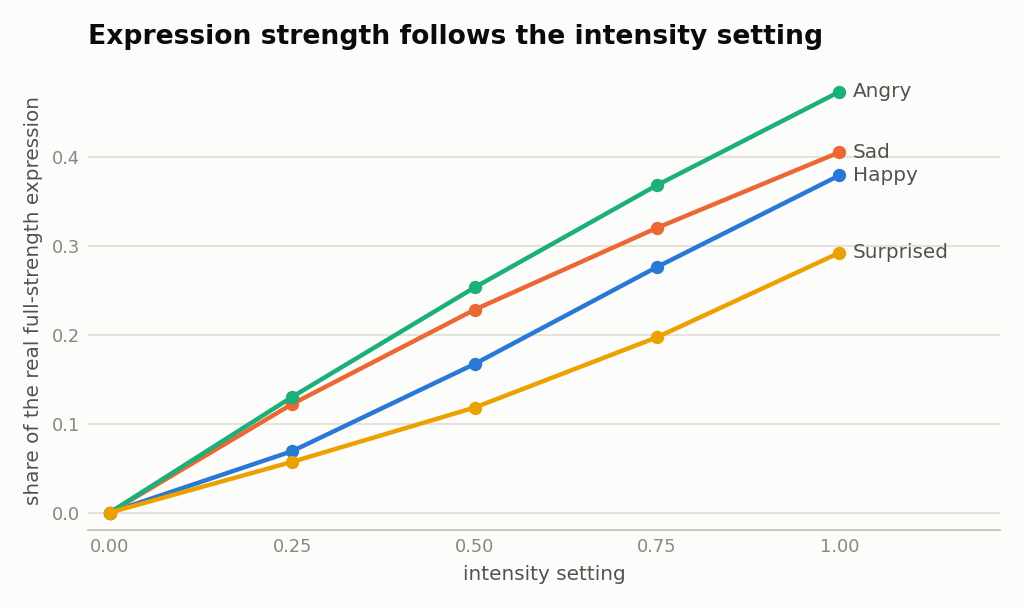 Expression strength follows the intensity setting
share of the real full-strength expression
0.4
0.3
0.2
0.1
0.0
Angry
Sad
Happy
Surprised
0.00 0.25 0.50 0.75 1.00
intensity setting